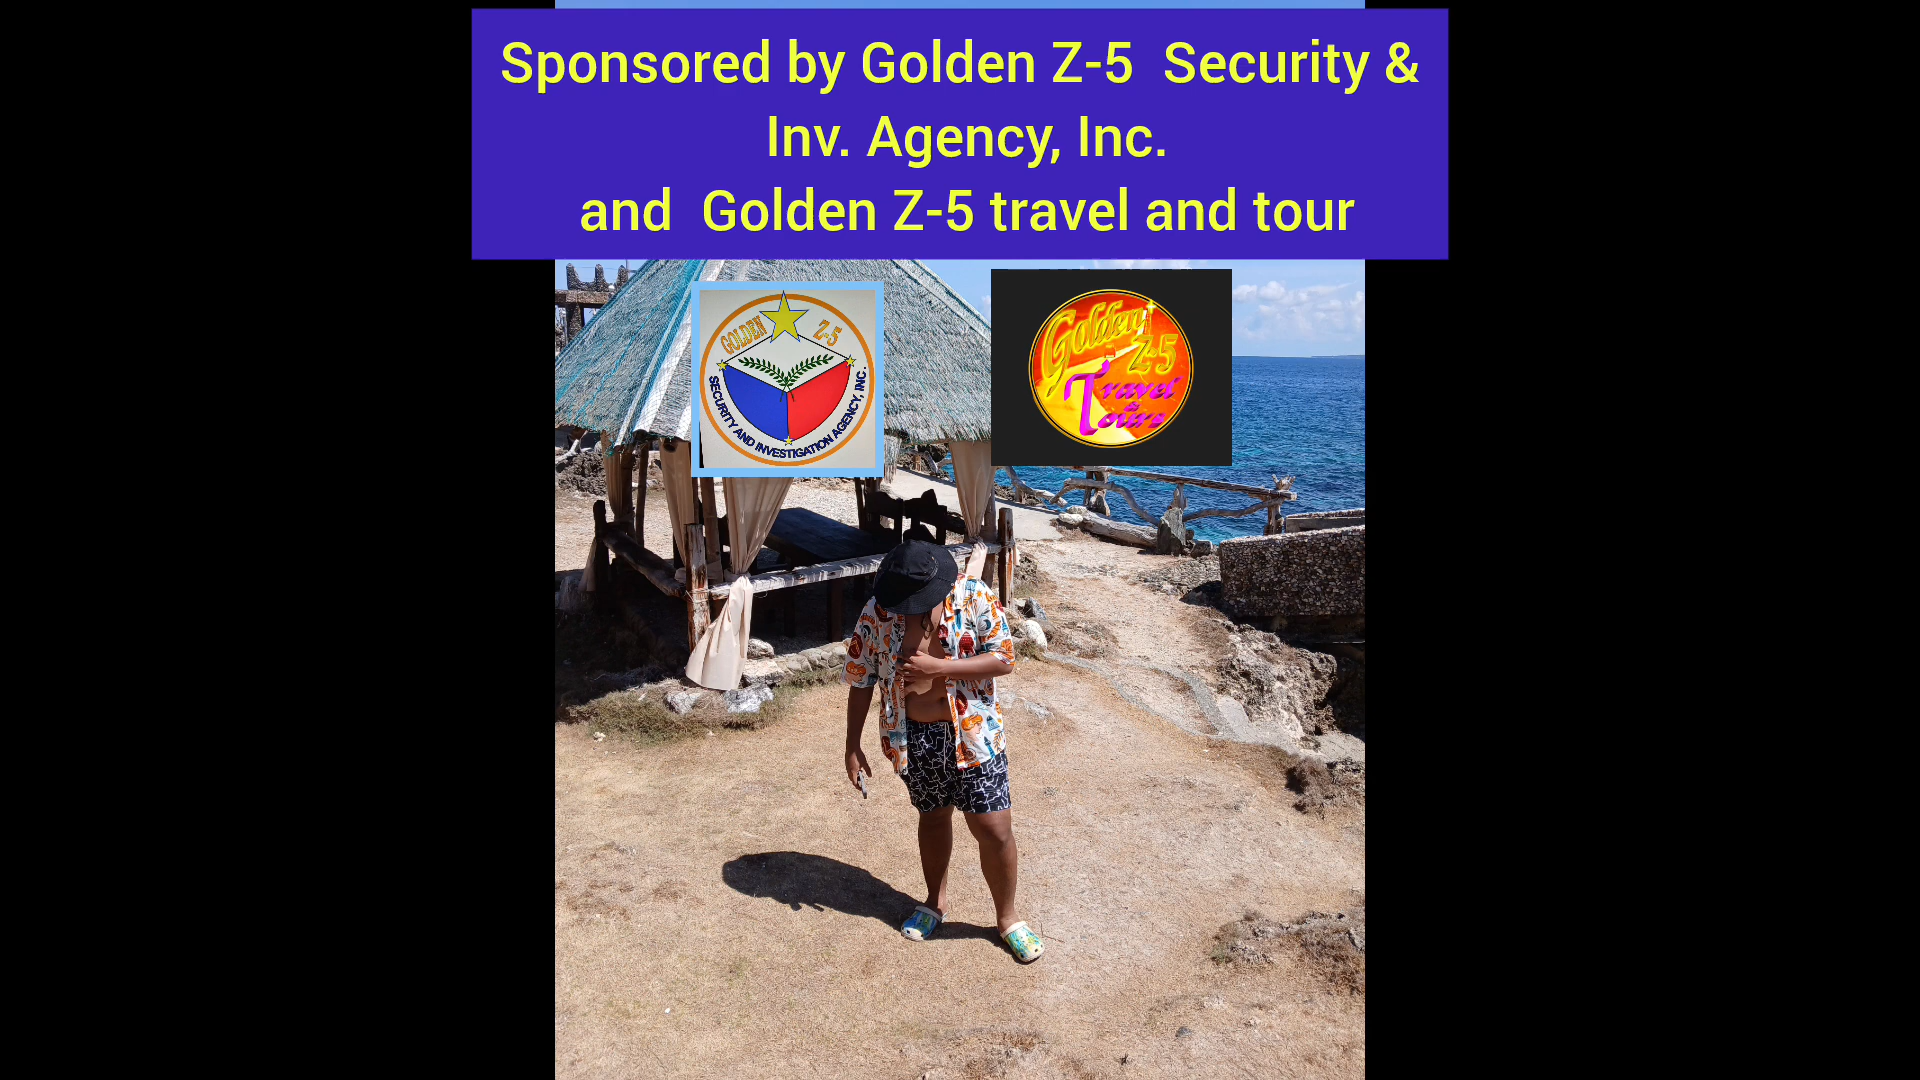 Sponsored by Golden Z-5 Security &
Inv. Agency, Inc.
and Golden Z-5 travel and tour
GOLDEN Z-5
SECURITY AND INVESTIGATION AGENCY, INC.
Golden
Z-5
Travel
&
Tours